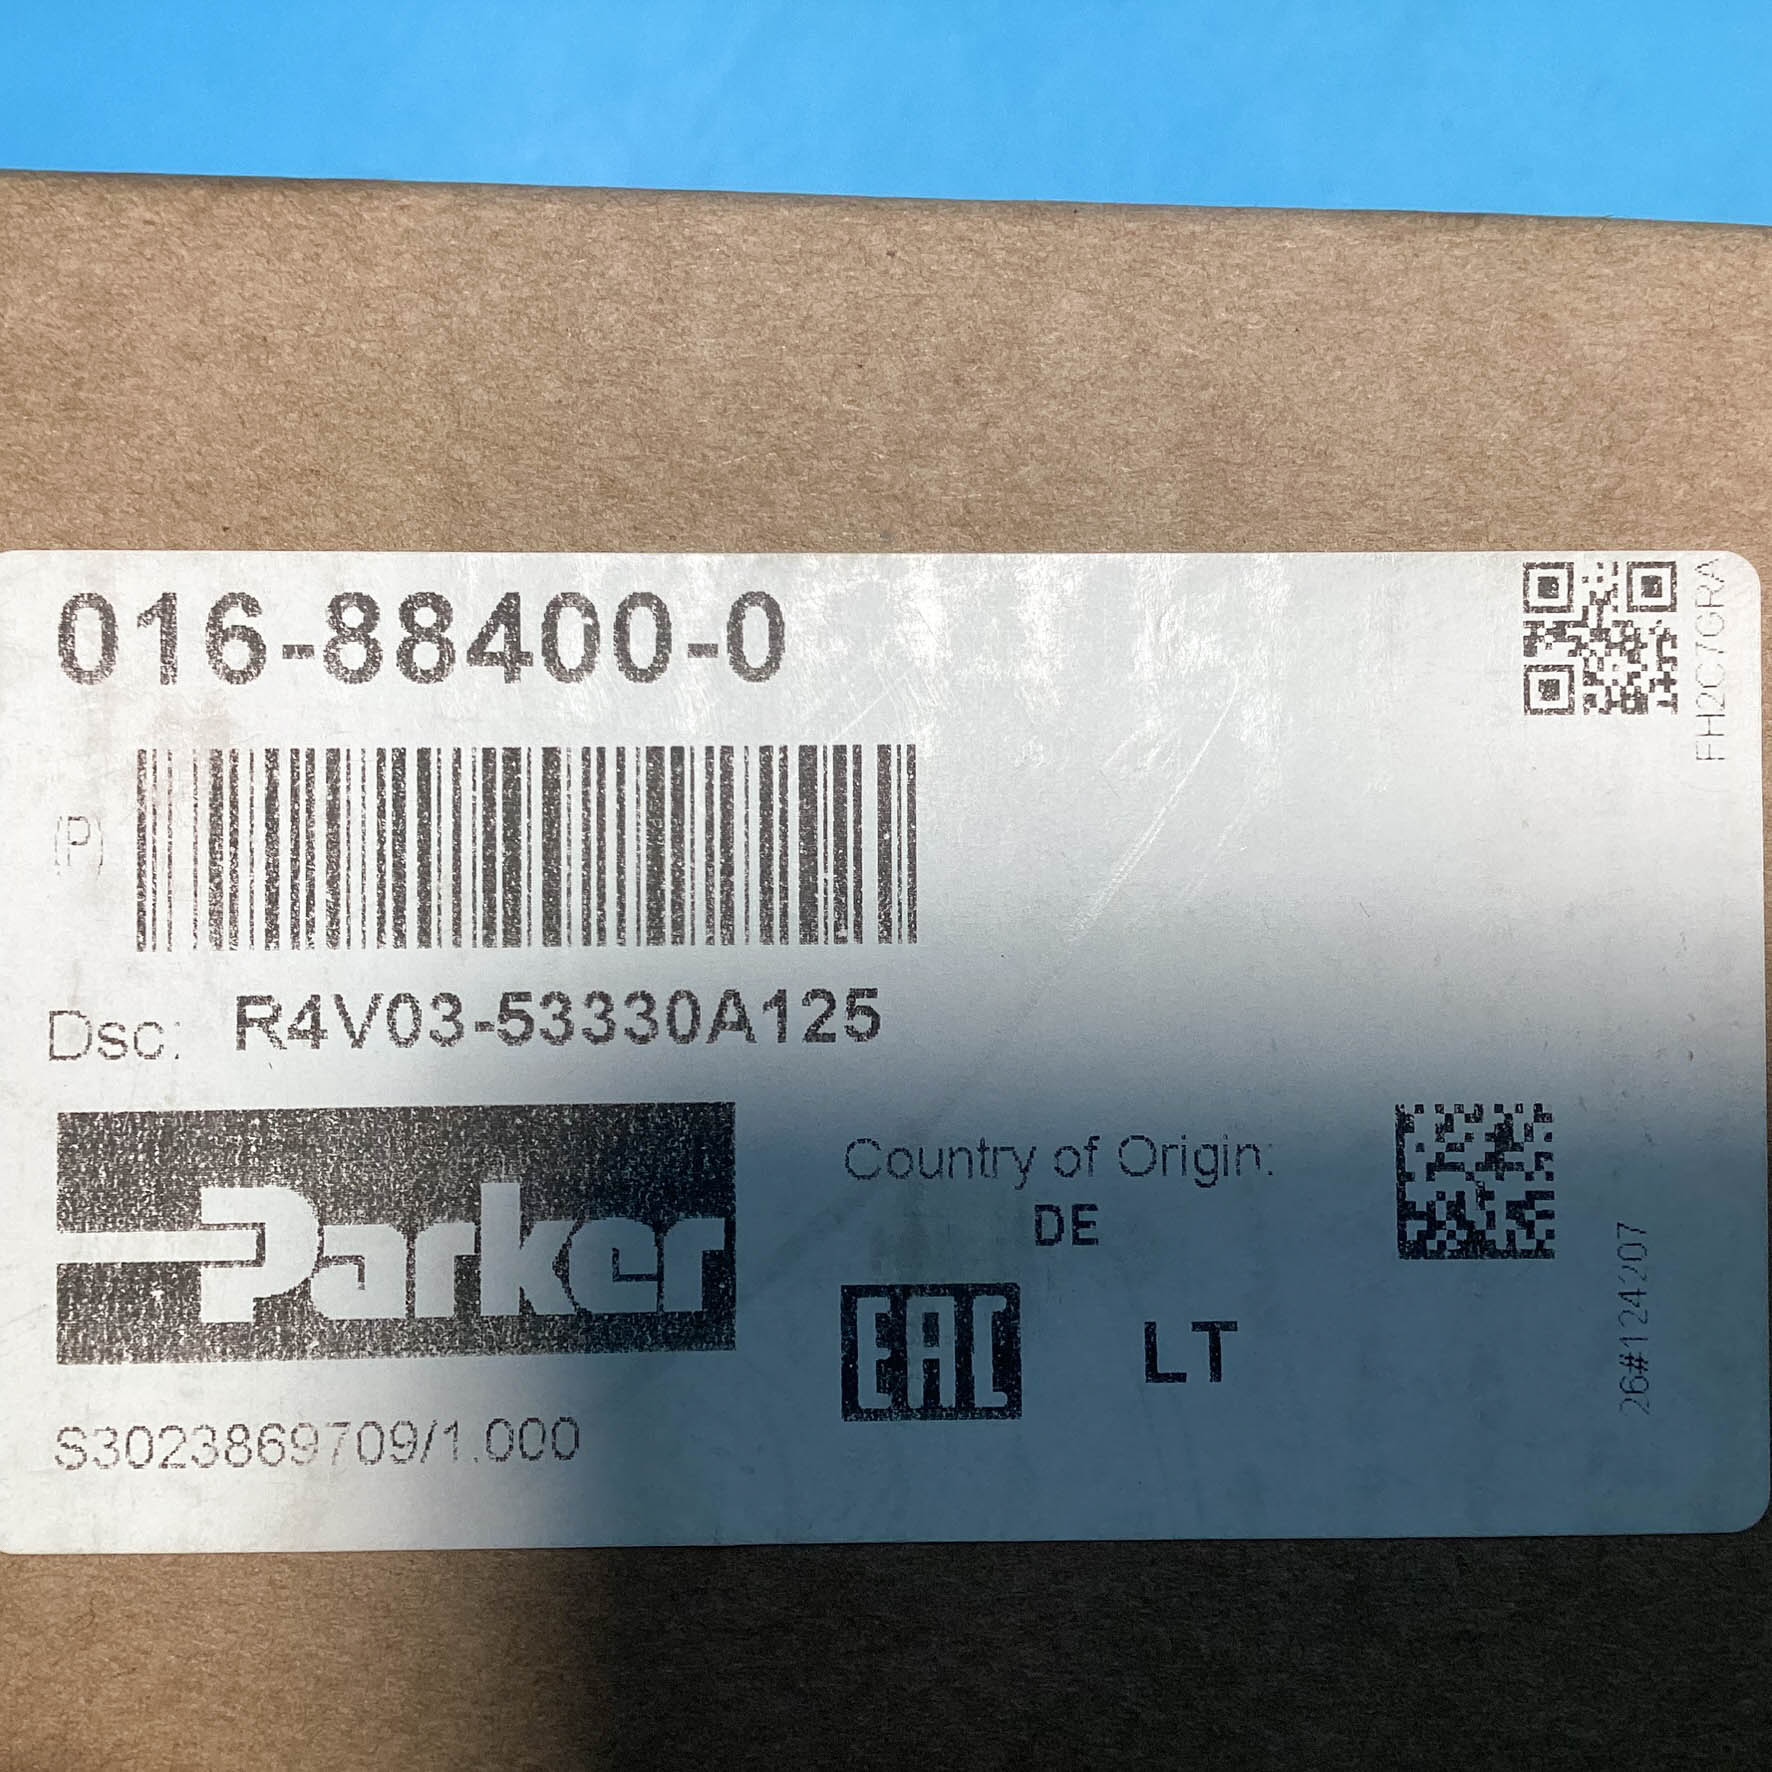 016-88400-0
FH2C7GRA
(P)
Dsc: R4V03-53330A125
Parker
Country of Origin:
DE
EAC
LT
26#124207
S3023869709/1.000